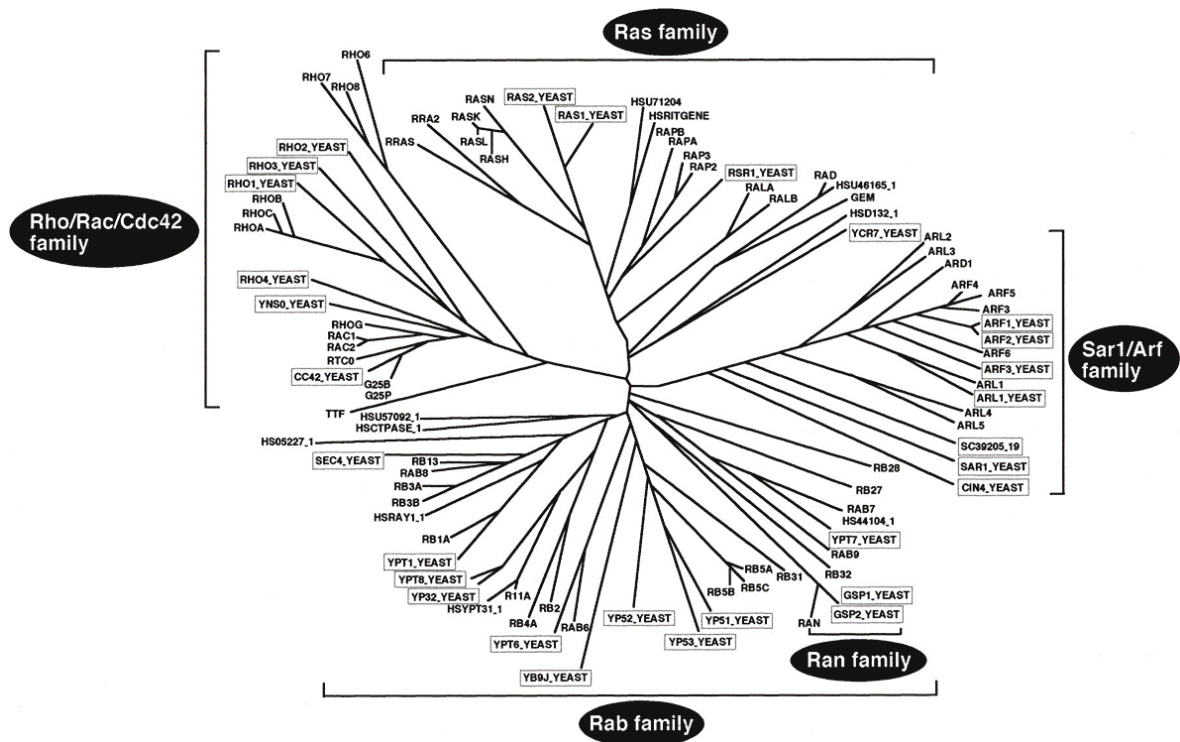 Ras family
RHO6
RHO7
RHO8
RASN
RAS2_YEAST
RAS1_YEAST
HSU71204
HSRITGENE
RAPB
RAPA
RAP3
RAP2
RRA2
RASK
RASL
RASH
RRAS
RSR1_YEAST
RALA
RALB
RAD
HSU46165_1
GEM
HSD132_1
YCR7_YEAST
RHO2_YEAST
RHO3_YEAST
RHO1_YEAST
RHOB
RHOC
RHOA
Rho/Rac/Cdc42
family
RHO4_YEAST
YNS0_YEAST
RHOG
RAC1
RAC2
RTC0
CC42_YEAST
G25B
G25P
TTF
ARL2
ARL3
ARD1
ARF4
ARF5
ARF3
ARF1_YEAST
ARF2_YEAST
ARF6
ARF3_YEAST
ARL1
ARL1_YEAST
ARL4
ARL5
SC39205_19
SAR1_YEAST
CIN4_YEAST
Sar1/Arf
family
HSU57092_1
HSCTPASE_1
HS05227_1
SEC4_YEAST
RB13
RAB8
RB3A
RB3B
HSRAY1_1
RB1A
YPT1_YEAST
YPT8_YEAST
YP32_YEAST
HSYPT31_1
R11A
RB4A
RB2
YPT6_YEAST
RAB6
YB9J_YEAST
YP52_YEAST
YP53_YEAST
YP51_YEAST
RB5B
RB5C
RB5A
RB31
RB28
RB27
RAB7
HS44104_1
YPT7_YEAST
RAB9
RB32
GSP1_YEAST
GSP2_YEAST
RAN
Ran family
Rab family